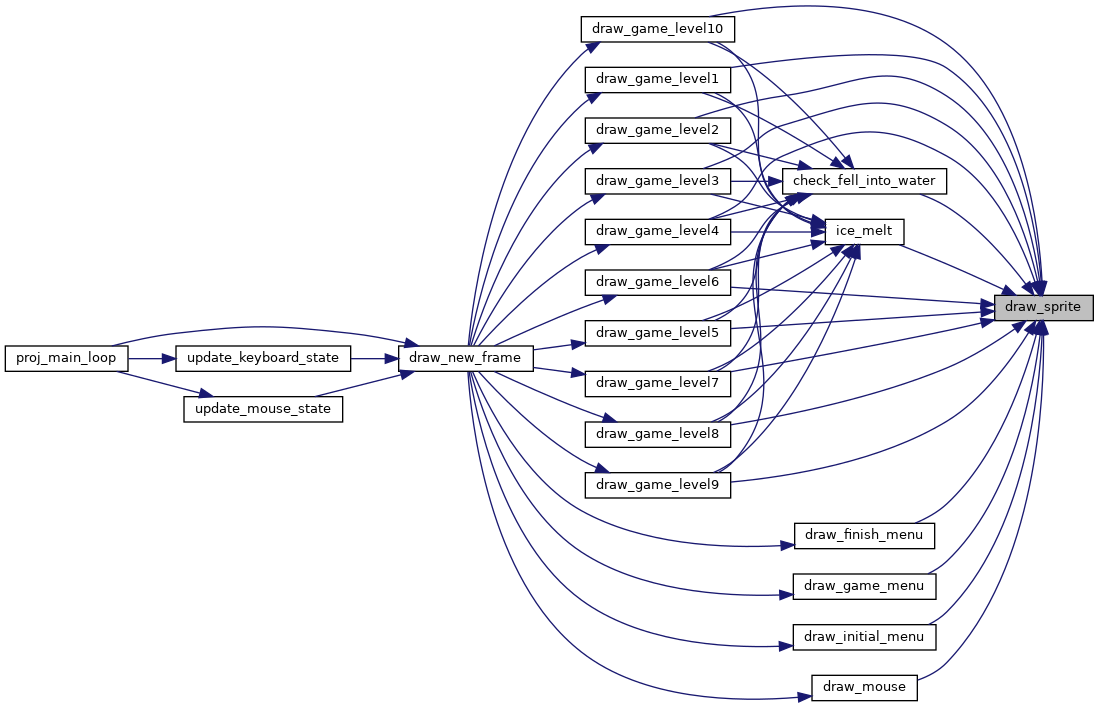 draw_game_level10
draw_game_level1
draw_game_level2
check_fell_into_water
draw_game_level3
draw_game_level4
ice_melt
draw_game_level6
draw_sprite
draw_game_level5
proj_main_loop
update_keyboard_state
draw_new_frame
draw_game_level7
update_mouse_state
draw_game_level8
draw_game_level9
draw_finish_menu
draw_game_menu
draw_initial_menu
draw_mouse